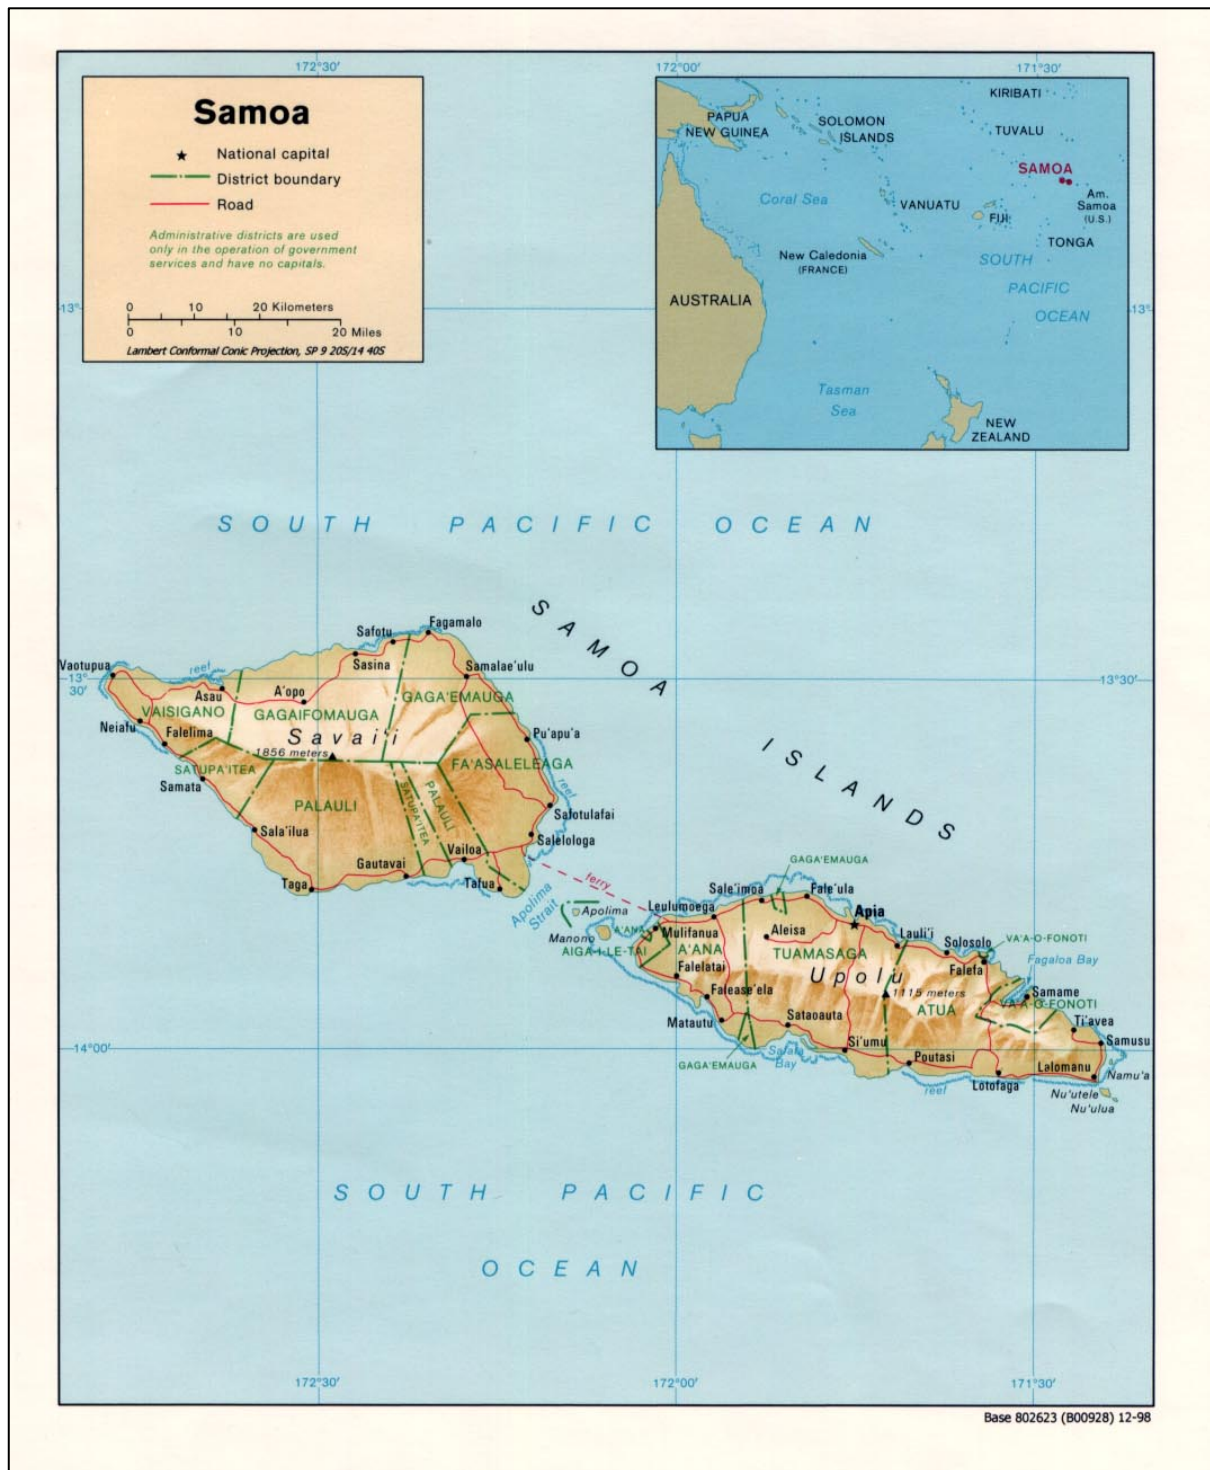 172°30′
172°00′
171°30′
Samoa
National capital
District boundary
Road
Administrative districts are used
only in the operation of government
services and have no capitals.
0 10 20 Kilometers
0 10 20 Miles
Lambert Conformal Conic Projection, SP 9 20S/14 40S
KIRIBATI
PAPUA
NEW GUINEA
SOLOMON
ISLANDS
TUVALU
SAMOA
Coral Sea
VANUATU
FIJI
Am.
Samoa
(U.S.)
TONGA
New Caledonia
(FRANCE)
SOUTH
PACIFIC
OCEAN
AUSTRALIA
Tasman
Sea
NEW
ZEALAND
13°
13°
SOUTH PACIFIC OCEAN
SAMOA
ISLANDS
Safotu
Fagamalo
Vaotupua
reef
Sasina
Samalae'ulu
13°
30′
13°30′
Asau
A'opo
GAGA'EMAUGA
VAISIGANO
GAGAIFOMAUGA
Neiafu
Falelima
Savai'i
Pu'apu'a
1856 meters
SATUPA'ITEA
FA'ASALELEAGA
Samata
reef
PALAULI
SATUPA'ITEA
PALAULI
Safotulafai
Sala'ilua
Salelologa
Vailoa
Gautavai
Taga
Tafua
ferry
Apolima
Strait
GAGA'EMAUGA
Sale'imoa
Fale'ula
Leulumoega
Apolima
Apia
Mulifanua
A'ANA
Manono
AIGA-I-LE-TAI
A'ANA
Aleisa
Lauli'i
Solosolo
VA'A-O-FONOTI
TUAMASAGA
Fagaloa Bay
Falelatai
Upolu
Falefa
Falease'ela
1115 meters
Samame
VA'A-O-FONOTI
ATUA
Matautu
Sataoauta
Ti'avea
Si'umu
Samusu
14°00′
14°00′
Safata
Bay
GAGA'EMAUGA
Poutasi
Lalomanu
Namu'a
Lotofaga
reef
Nu'utele
Nu'ulua
SOUTH PACIFIC
OCEAN
172°30′
172°00′
171°30′
Base 802623 (B00928) 12-98